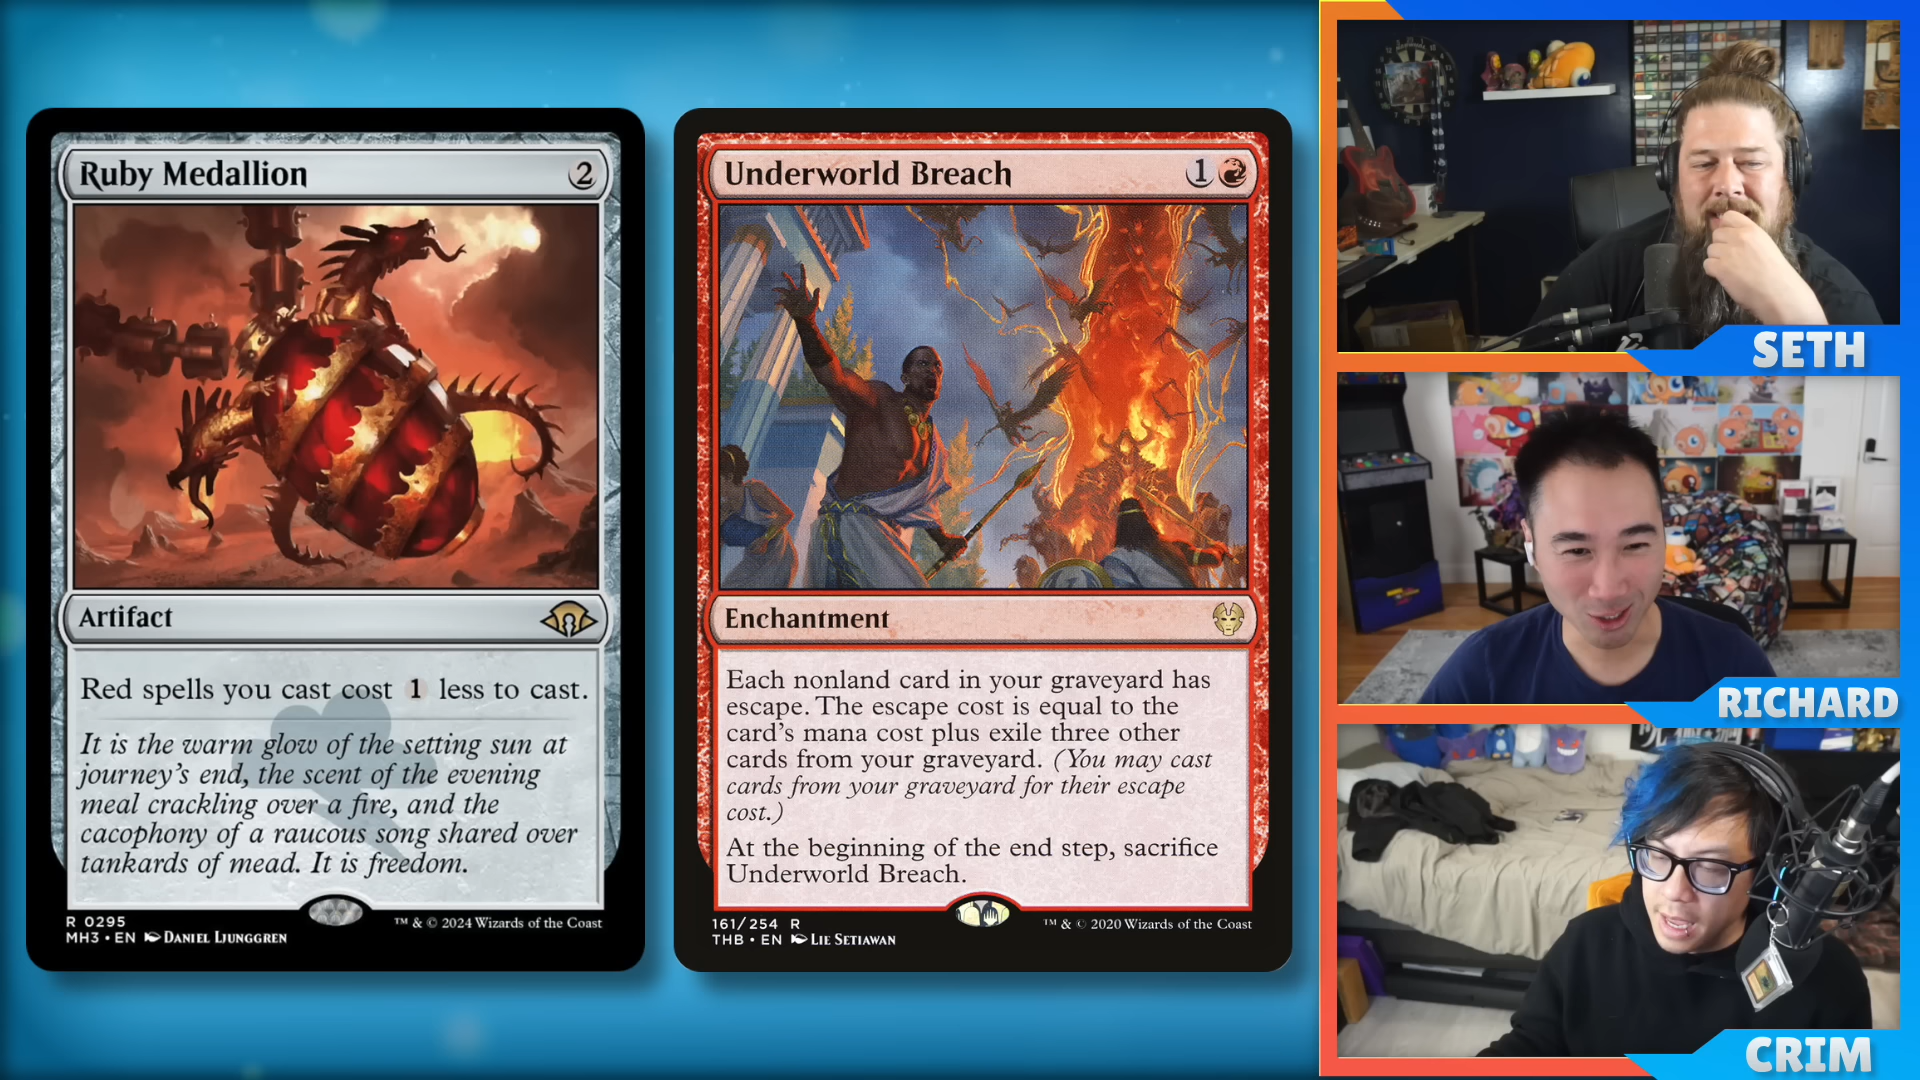 Ruby Medallion 2
Artifact
Red spells you cast cost 1 less to cast.
It is the warm glow of the setting sun at
journey's end, the scent of the evening
meal crackling over a fire, and the
cacophony of a raucous song shared over
tankards of mead. It is freedom.
R 0295
MH3 • EN DANIEL LJUNGGREN
™ & © 2024 Wizards of the Coast
Underworld Breach 1
Enchantment
Each nonland card in your graveyard has
escape. The escape cost is equal to the
card's mana cost plus exile three other
cards from your graveyard. (You may cast
cards from your graveyard for their escape
cost.)
At the beginning of the end step, sacrifice
Underworld Breach.
161/254 R
THB • EN LIE SETIAWAN
™ & © 2020 Wizards of the Coast
SETH
RICHARD
CRIM